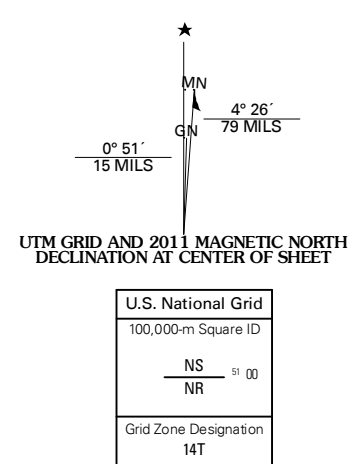 ★
MN
4° 26´
79 MILS
GN
0° 51´
15 MILS
UTM GRID AND 2011 MAGNETIC NORTH
DECLINATION AT CENTER OF SHEET
U.S. National Grid
100,000-m Square ID
NS
51 00
NR
Grid Zone Designation
14T